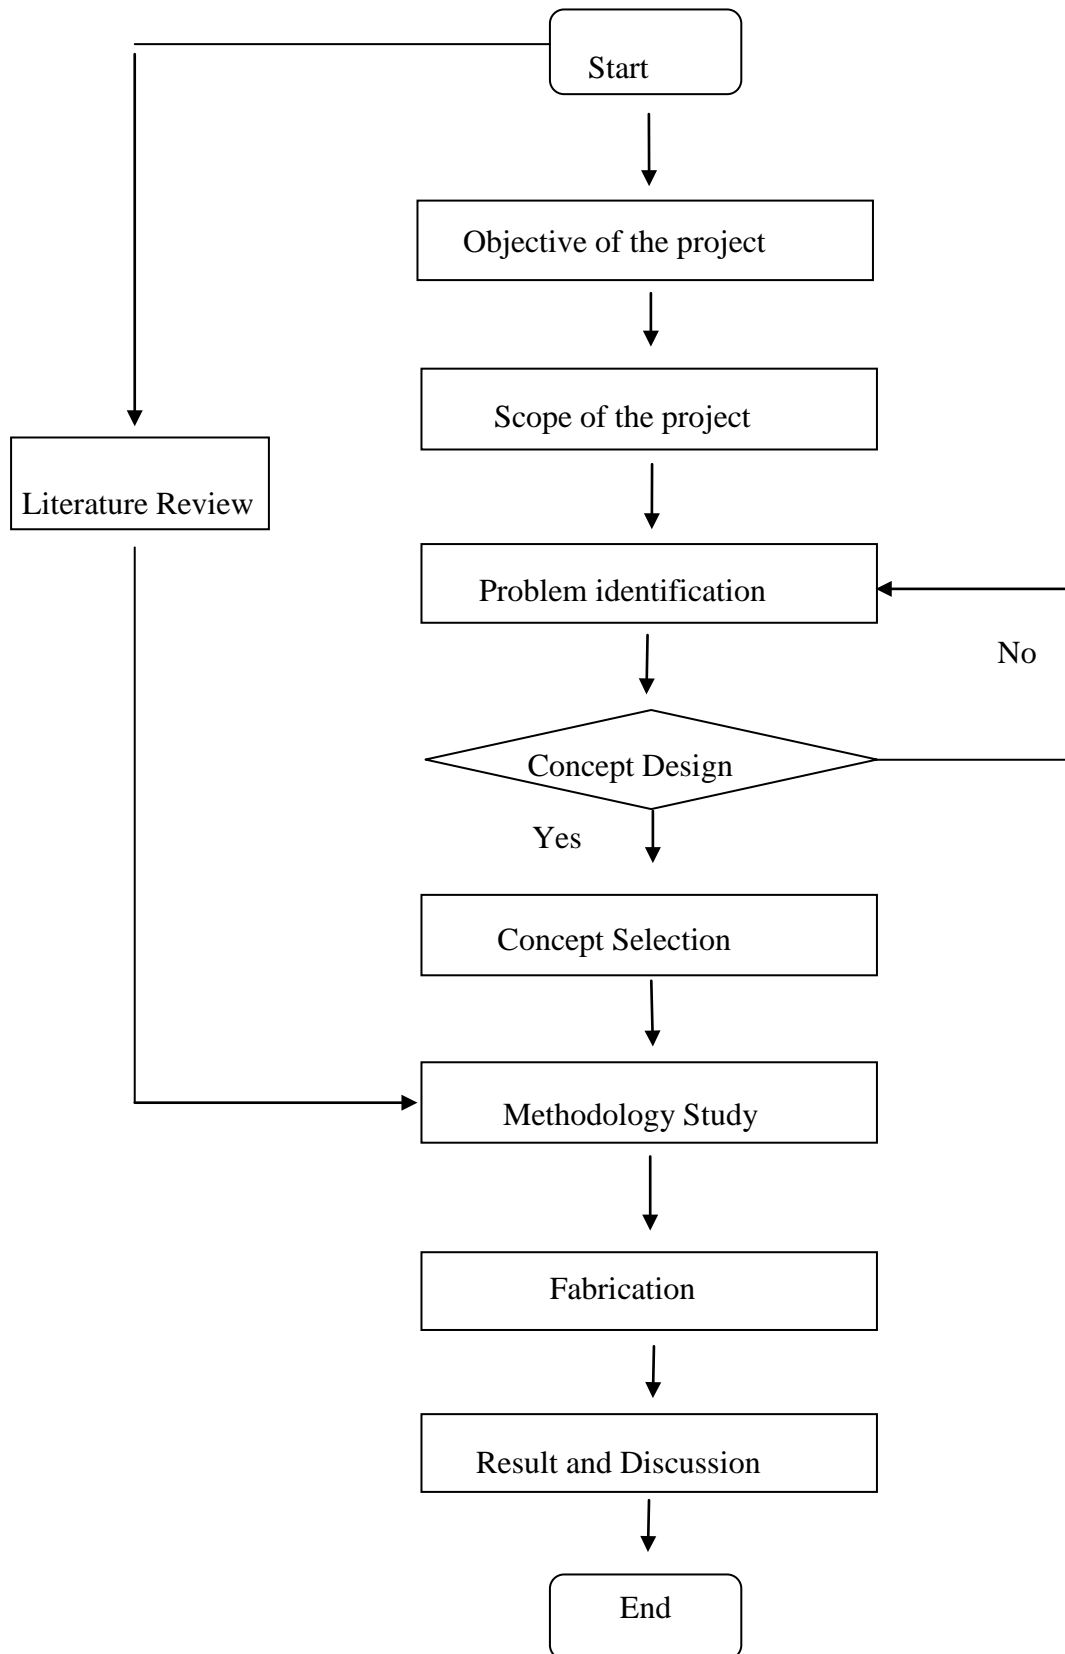 Start
Objective of the project
Scope of the project
Literature Review
Problem identification
No
Concept Design
Yes
Concept Selection
Methodology Study
Fabrication
Result and Discussion
End